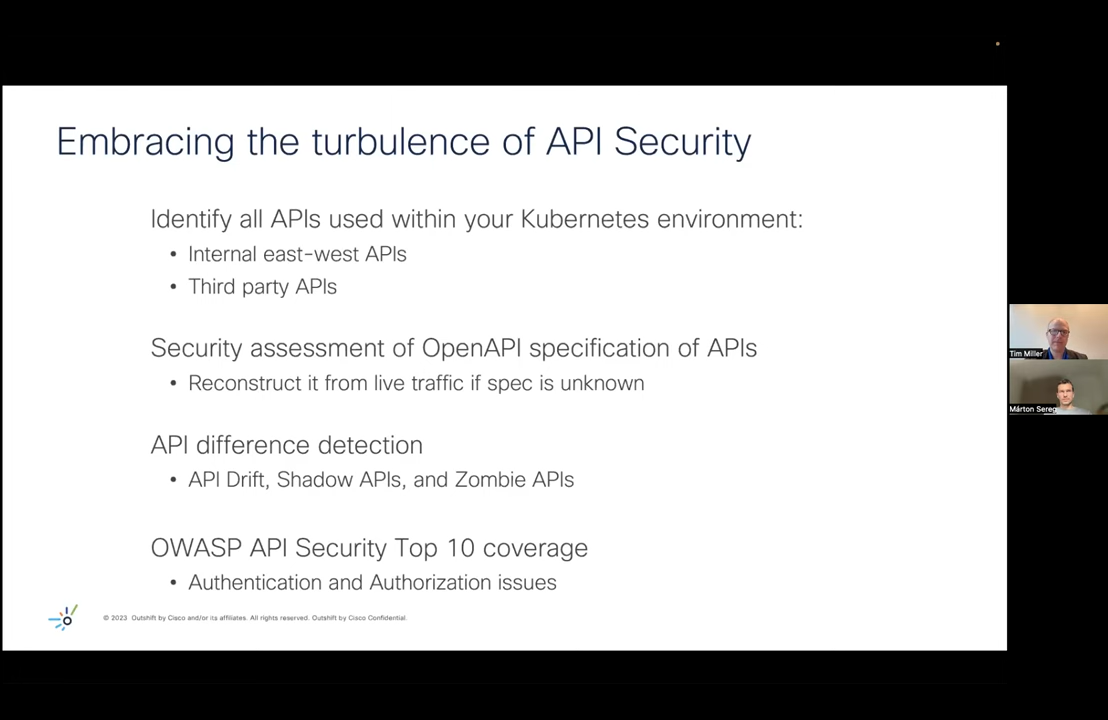 Embracing the turbulence of API Security
Identify all APIs used within your Kubernetes environment:
• Internal east-west APIs
• Third party APIs
Security assessment of OpenAPI specification of APIs
• Reconstruct it from live traffic if spec is unknown
API difference detection
• API Drift, Shadow APIs, and Zombie APIs
OWASP API Security Top 10 coverage
• Authentication and Authorization issues
© 2023 Outshift by Cisco and/or its affiliates. All rights reserved. Outshift by Cisco Confidential.
Tim Miller
Márton Sereg